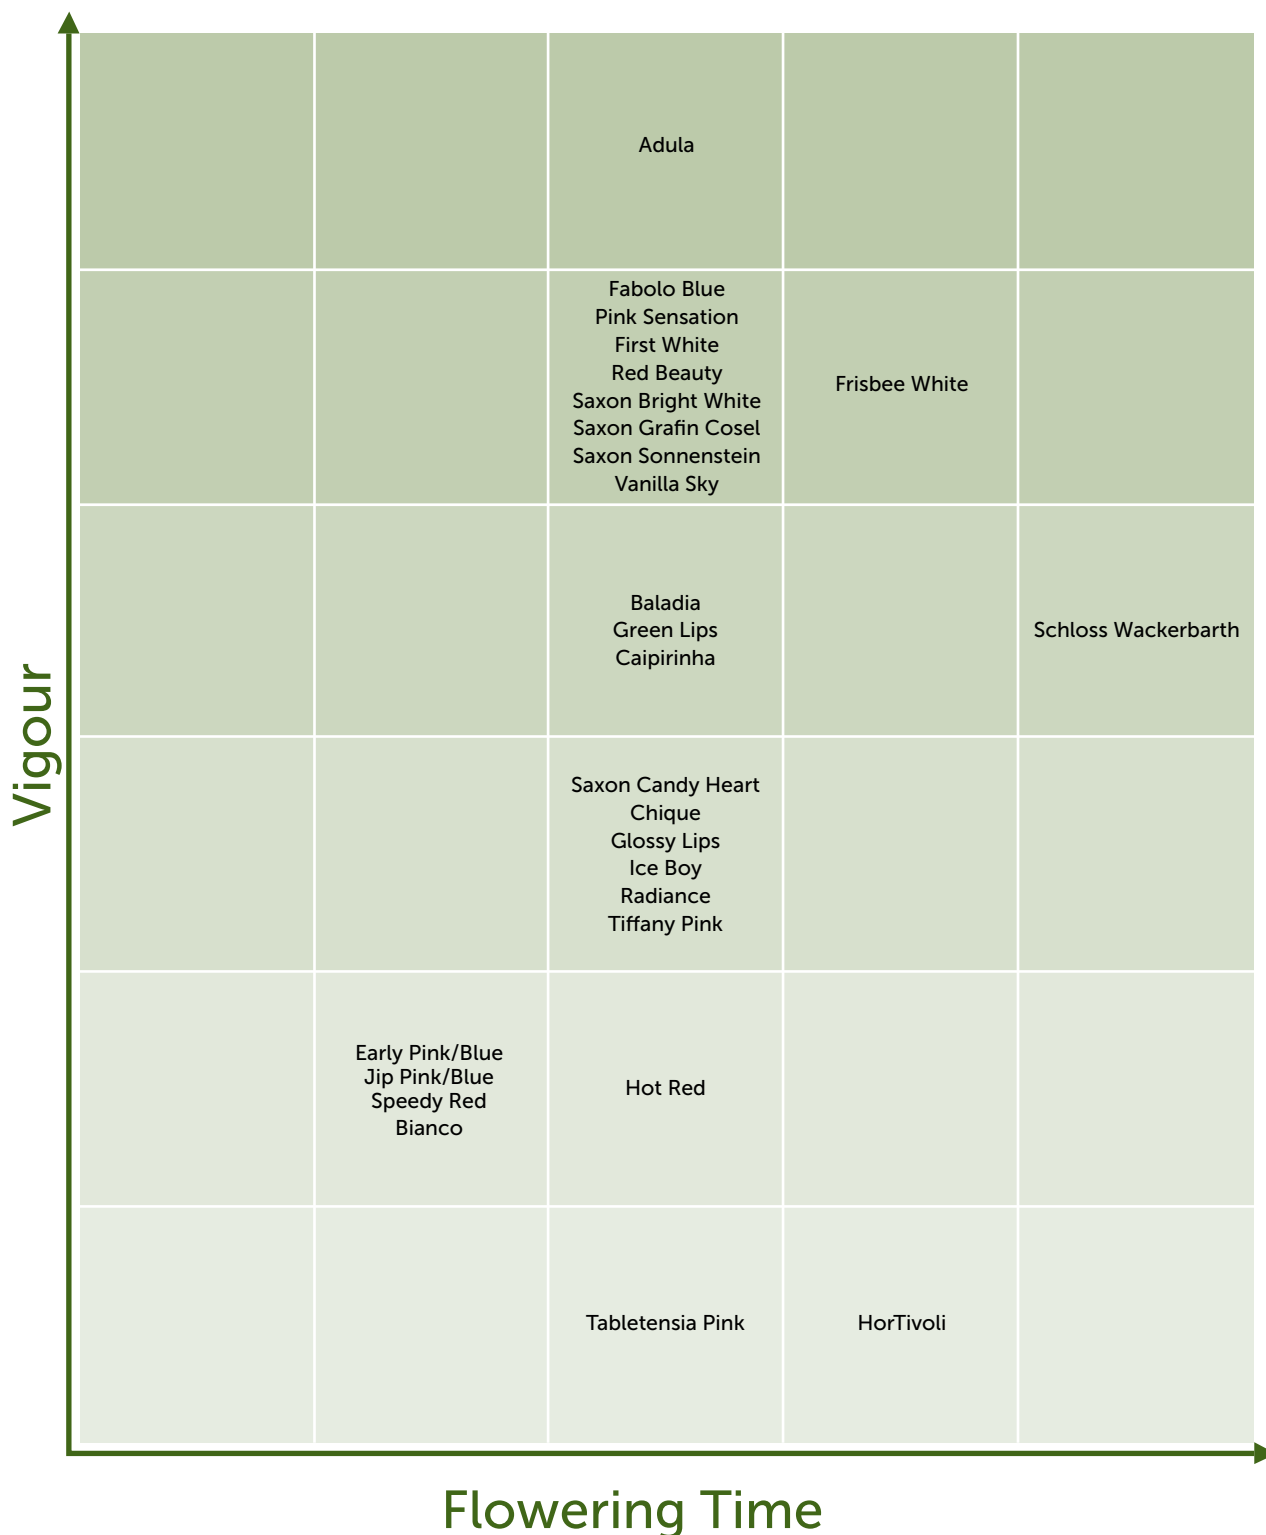 Adula
Fabolo Blue
Pink Sensation
First White
Red Beauty
Saxon Bright White
Saxon Grafin Cosel
Saxon Sonnenstein
Vanilla Sky
Frisbee White
Baladia
Green Lips
Caipirinha
Schloss Wackerbarth
Vigour
Saxon Candy Heart
Chique
Glossy Lips
Ice Boy
Radiance
Tiffany Pink
Early Pink/Blue
Jip Pink/Blue
Speedy Red
Bianco
Hot Red
Tabletensia Pink
HorTivoli
Flowering Time